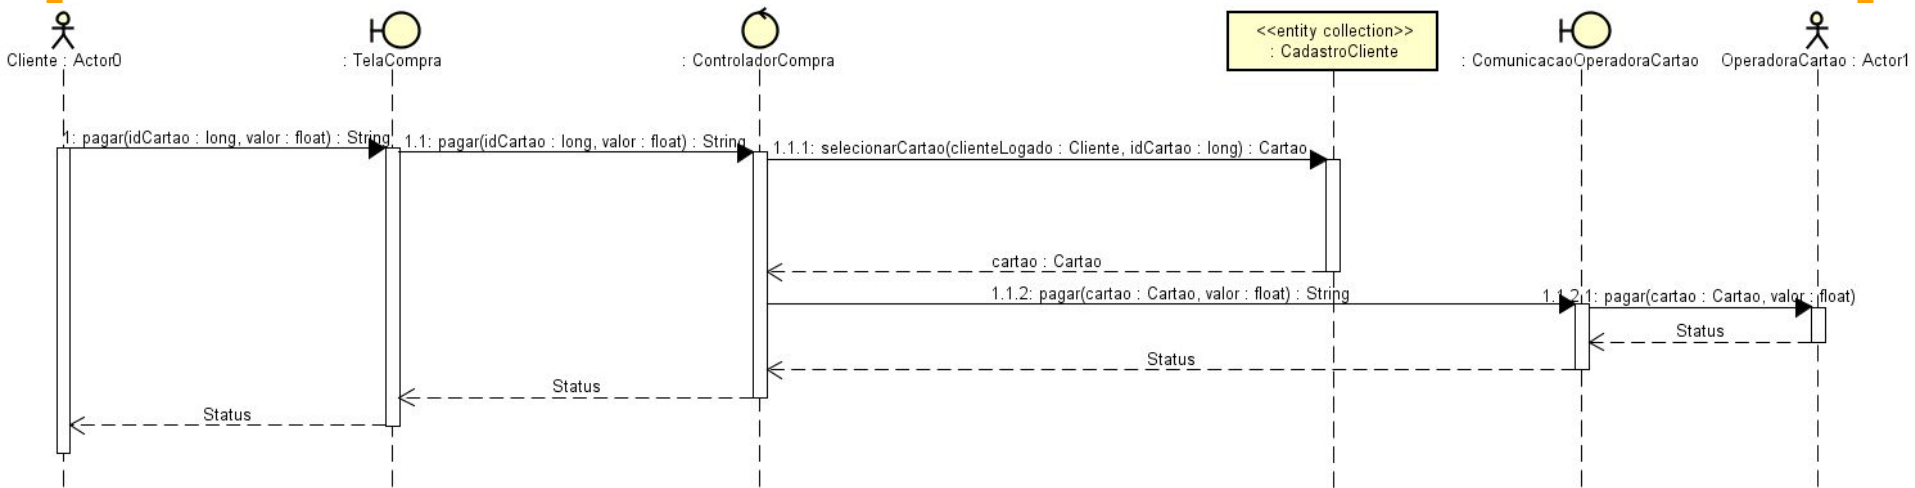 Cliente : Actor0
: TelaCompra
: ControladorCompra
<<entity collection>>
: CadastroCliente
: ComunicacaoOperadoraCartao
OperadoraCartao : Actor1
1: pagar(idCartao : long, valor : float) : String
1.1: pagar(idCartao : long, valor : float) : String
1.1.1: selecionarCartao(clienteLogado : Cliente, idCartao : long) : Cartao
cartao : Cartao
1.1.2: pagar(cartao : Cartao, valor : float) : String
1.1.2.1: pagar(cartao : Cartao, valor : float)
Status
Status
Status
Status